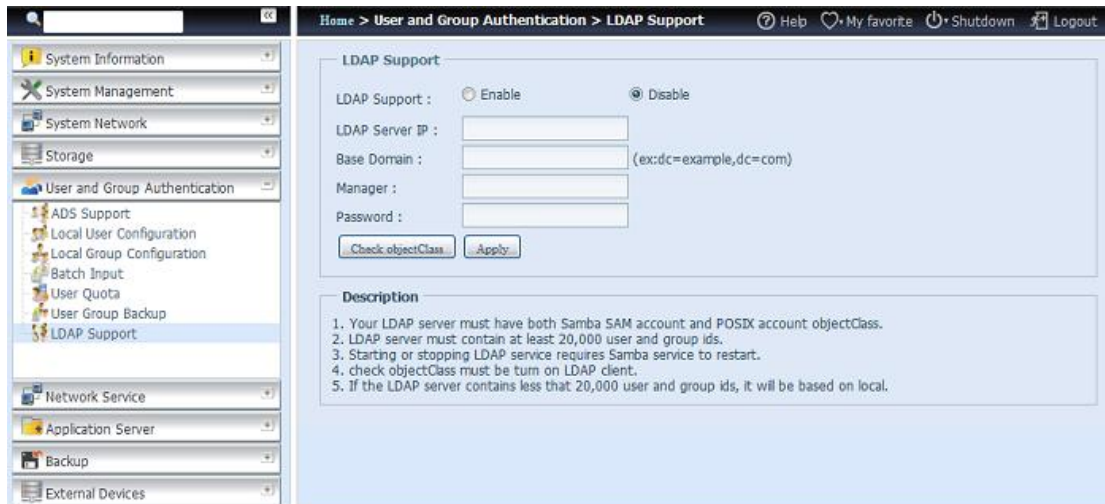 Home > User and Group Authentication > LDAP Support
Help
My favorite
Shutdown
Logout
System Information
System Management
System Network
Storage
User and Group Authentication
ADS Support
Local User Configuration
Local Group Configuration
Batch Input
User Quota
User Group Backup
LDAP Support
Network Service
Application Server
Backup
External Devices
LDAP Support
LDAP Support : Enable Disable
LDAP Server IP :
Base Domain : (ex:dc=example,dc=com)
Manager :
Password :
Check objectClass Apply
Description
1. Your LDAP server must have both Samba SAM account and POSIX account objectClass.
2. LDAP server must contain at least 20,000 user and group ids.
3. Starting or stopping LDAP service requires Samba service to restart.
4. check objectClass must be turn on LDAP client.
5. If the LDAP server contains less that 20,000 user and group ids, it will be based on local.